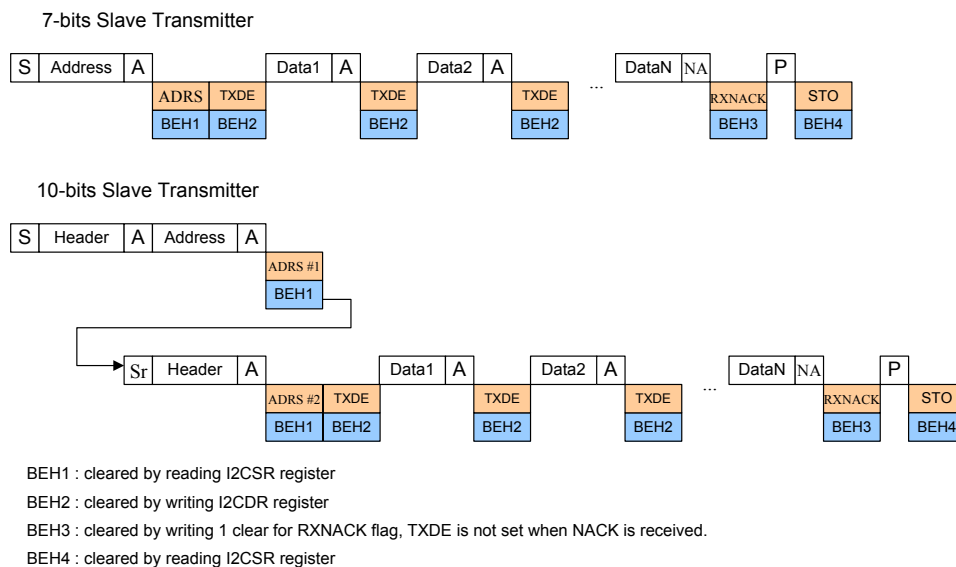 7-bits Slave Transmitter
S Address A Data1 A Data2 A ... DataN NA P
ADRS TXDE TXDE TXDE RXNACK STO
BEH1 BEH2 BEH2 BEH2 BEH3 BEH4
10-bits Slave Transmitter
S Header A Address A
ADRS #1
BEH1
Sr Header A Data1 A Data2 A ... DataN NA P
ADRS #2 TXDE TXDE TXDE RXNACK STO
BEH1 BEH2 BEH2 BEH2 BEH3 BEH4
BEH1 : cleared by reading I2CSR register
BEH2 : cleared by writing I2CDR register
BEH3 : cleared by writing 1 clear for RXNACK flag, TXDE is not set when NACK is received.
BEH4 : cleared by reading I2CSR register